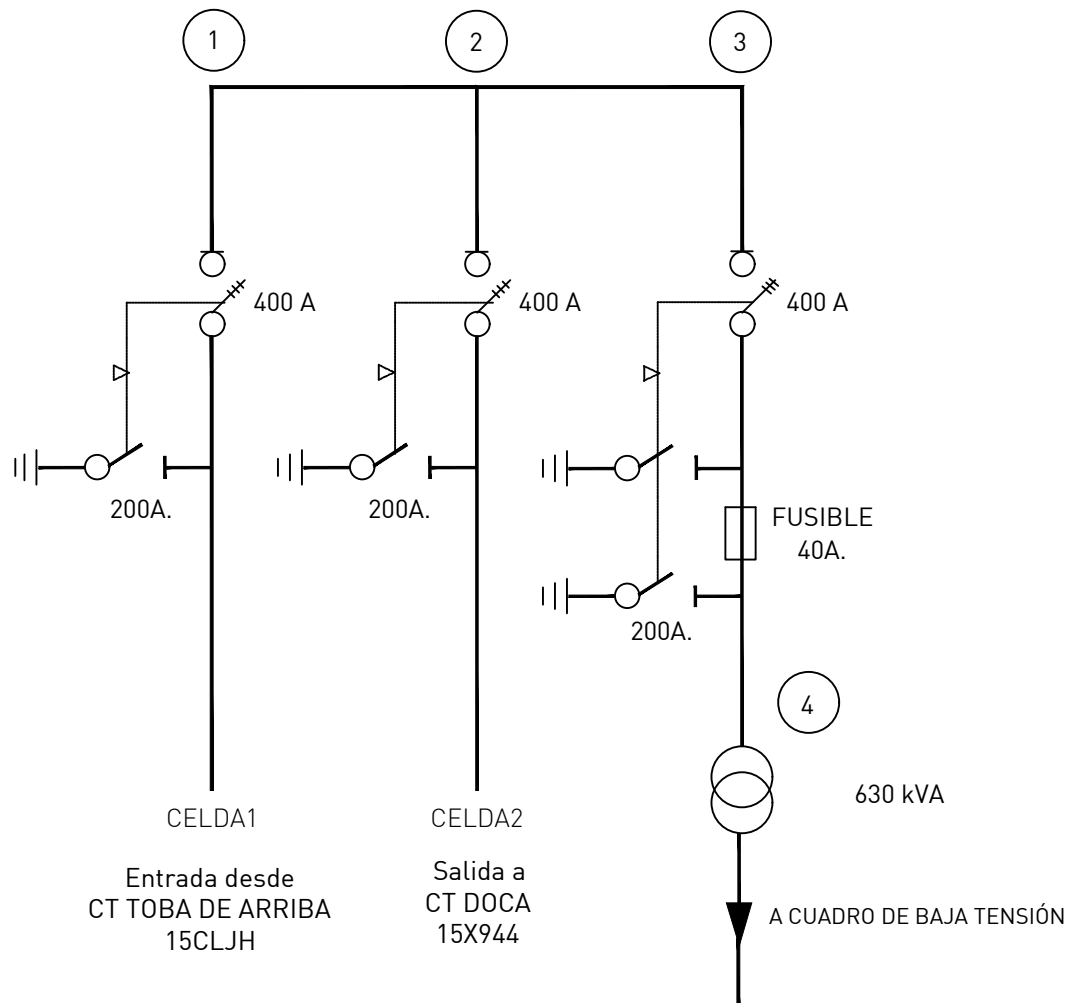 1
2
3
400 A
400 A
400 A
200A.
200A.
FUSIBLE
40A.
200A.
4
630 kVA
CELDA1
CELDA2
Entrada desde
CT TOBA DE ARRIBA
15CLJH
Salida a
CT DOCA
15X944
A CUADRO DE BAJA TENSIÓN